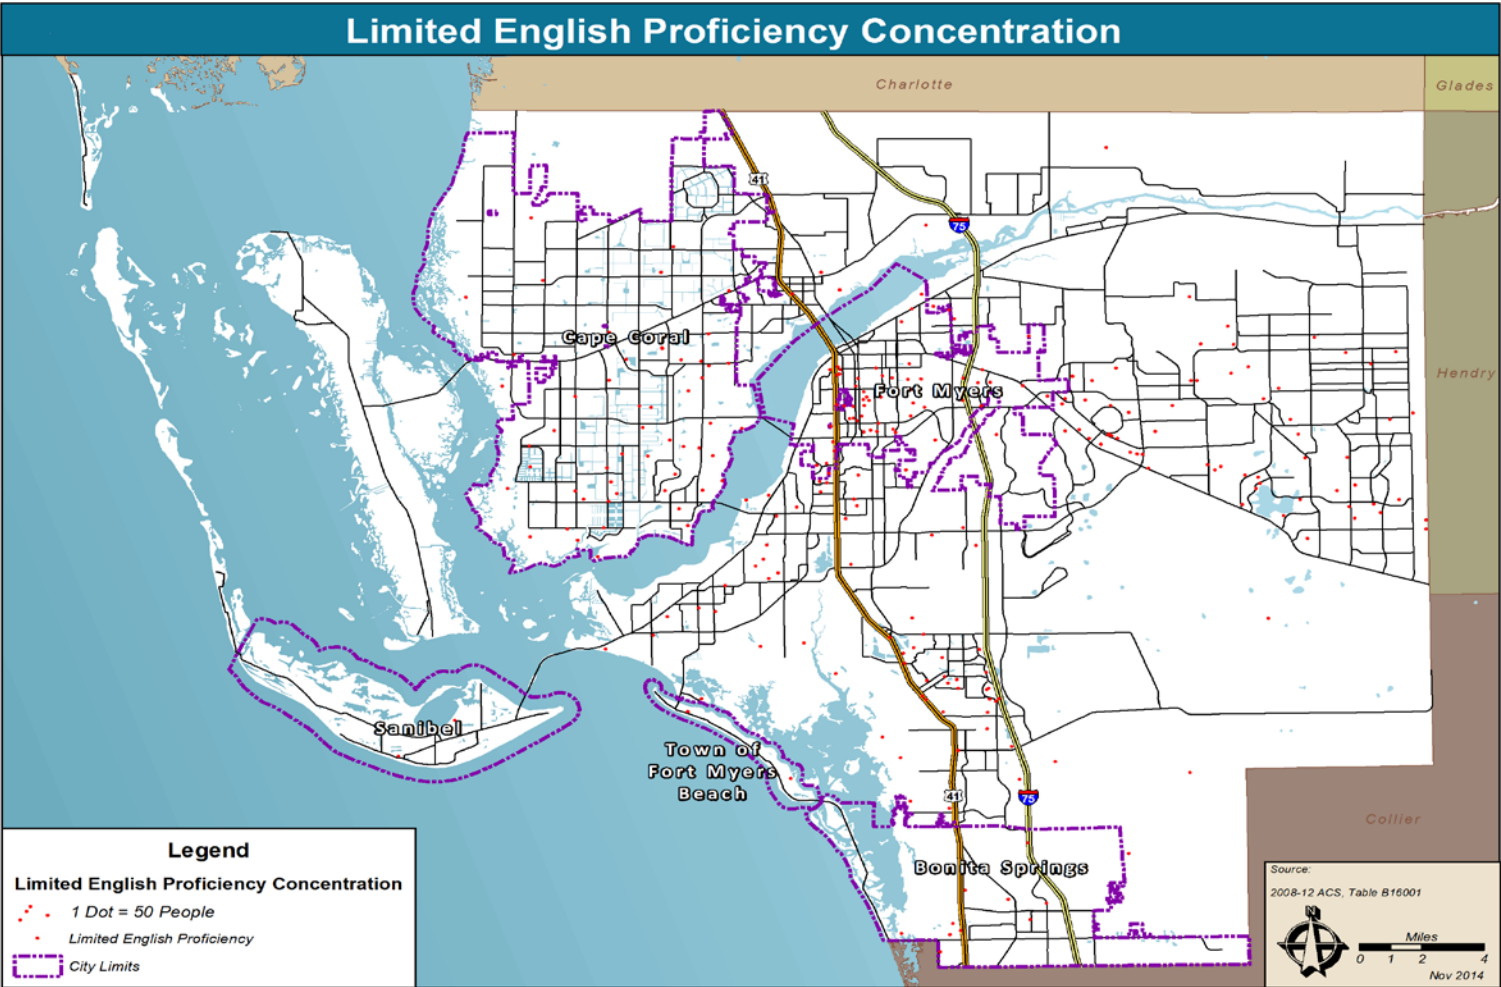 Limited English Proficiency Concentration
Charlotte
Glades
41
75
Cape Coral
Fort Myers
Hendry
Sanibel
Town of
Fort Myers
Beach
41
75
Collier
Bonita Springs
Legend
Limited English Proficiency Concentration
1 Dot = 50 People
Limited English Proficiency
City Limits
Source:
2008-12 ACS, Table B16001
N
Miles
0 1 2 4
Nov 2014